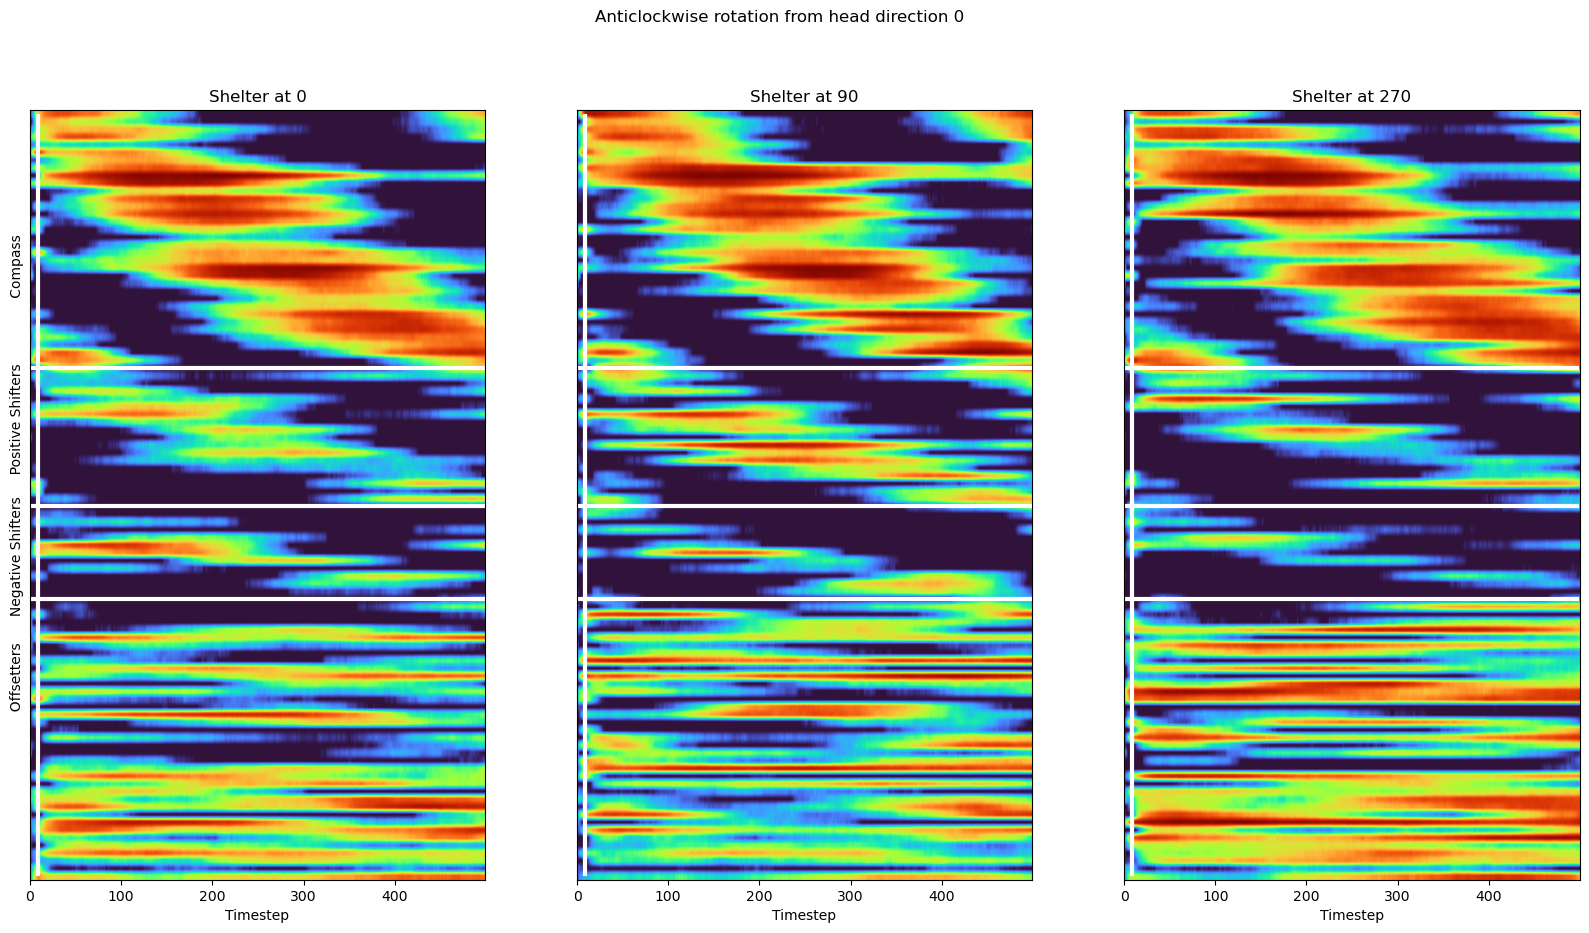 Anticlockwise rotation from head direction 0
Shelter at 0
Shelter at 90
Shelter at 270
Compass
Positive Shifters
Negative Shifters
Offsetters
0 100 200 300 400
0 100 200 300 400
0 100 200 300 400
Timestep
Timestep
Timestep